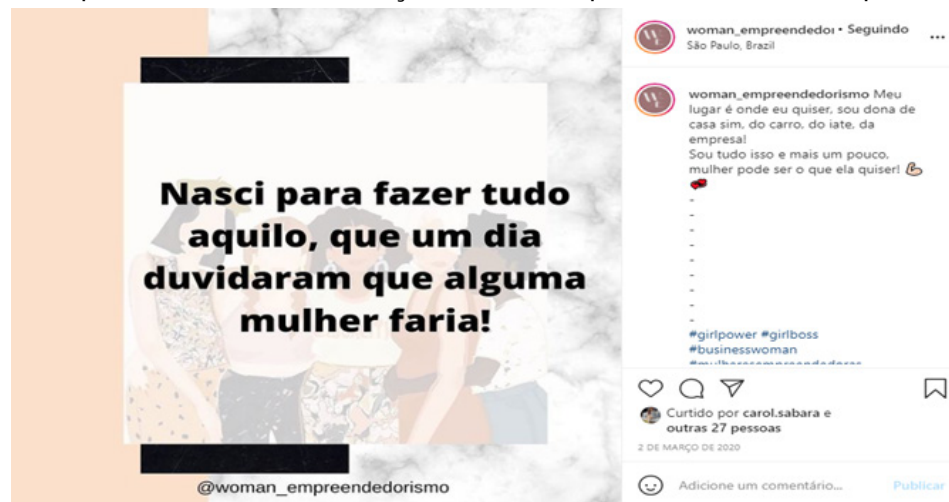 Nasci para fazer tudo
aquilo, que um dia
duvidaram que alguma
mulher faria!
@woman_empreendedorismo
woman_empreendedor • Seguindo
São Paulo, Brazil
woman_empreendedorismo Meu
lugar é onde eu quiser, sou dona de
casa sim, do carro, do iate, da
empresa!
Sou tudo isso e mais um pouco,
mulher pode ser o que ela quiser!
-
-
-
-
-
-
-
-
-
#girlpower #girlboss
#businesswoman
Curtido por carol.sabara e
outras 27 pessoas
2 DE MARÇO DE 2020
Adicione um comentário... Publicar